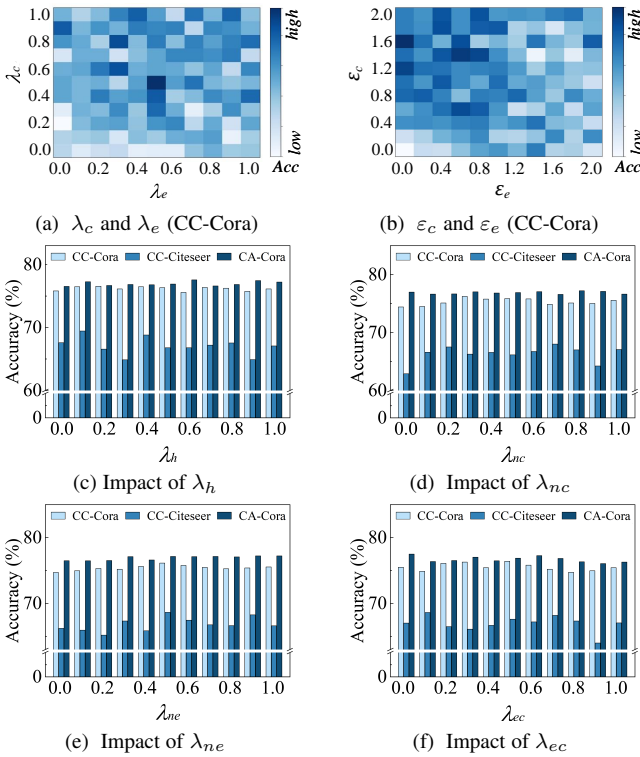 1.0
0.8
0.6
0.4
0.2
0.0
λc
0.0 0.2 0.4 0.6 0.8 1.0
λe
high
low
Acc
(a) λc and λe (CC-Cora)
2.0
1.6
1.2
0.8
0.4
0.0
εc
0.0 0.4 0.8 1.2 1.6 2.0
εe
high
low
Acc
(b) εc and εe (CC-Cora)
CC-Cora CC-Citeseer CA-Cora
Accuracy (%)
80
70
60
0
0.0 0.2 0.4 0.6 0.8 1.0
λh
(c) Impact of λh
CC-Cora CC-Citeseer CA-Cora
Accuracy (%)
80
70
60
0
0.0 0.2 0.4 0.6 0.8 1.0
λnc
(d) Impact of λnc
CC-Cora CC-Citeseer CA-Cora
Accuracy (%)
80
70
0
0.0 0.2 0.4 0.6 0.8 1.0
λne
(e) Impact of λne
CC-Cora CC-Citeseer CA-Cora
Accuracy (%)
80
70
0
0.0 0.2 0.4 0.6 0.8 1.0
λec
(f) Impact of λec